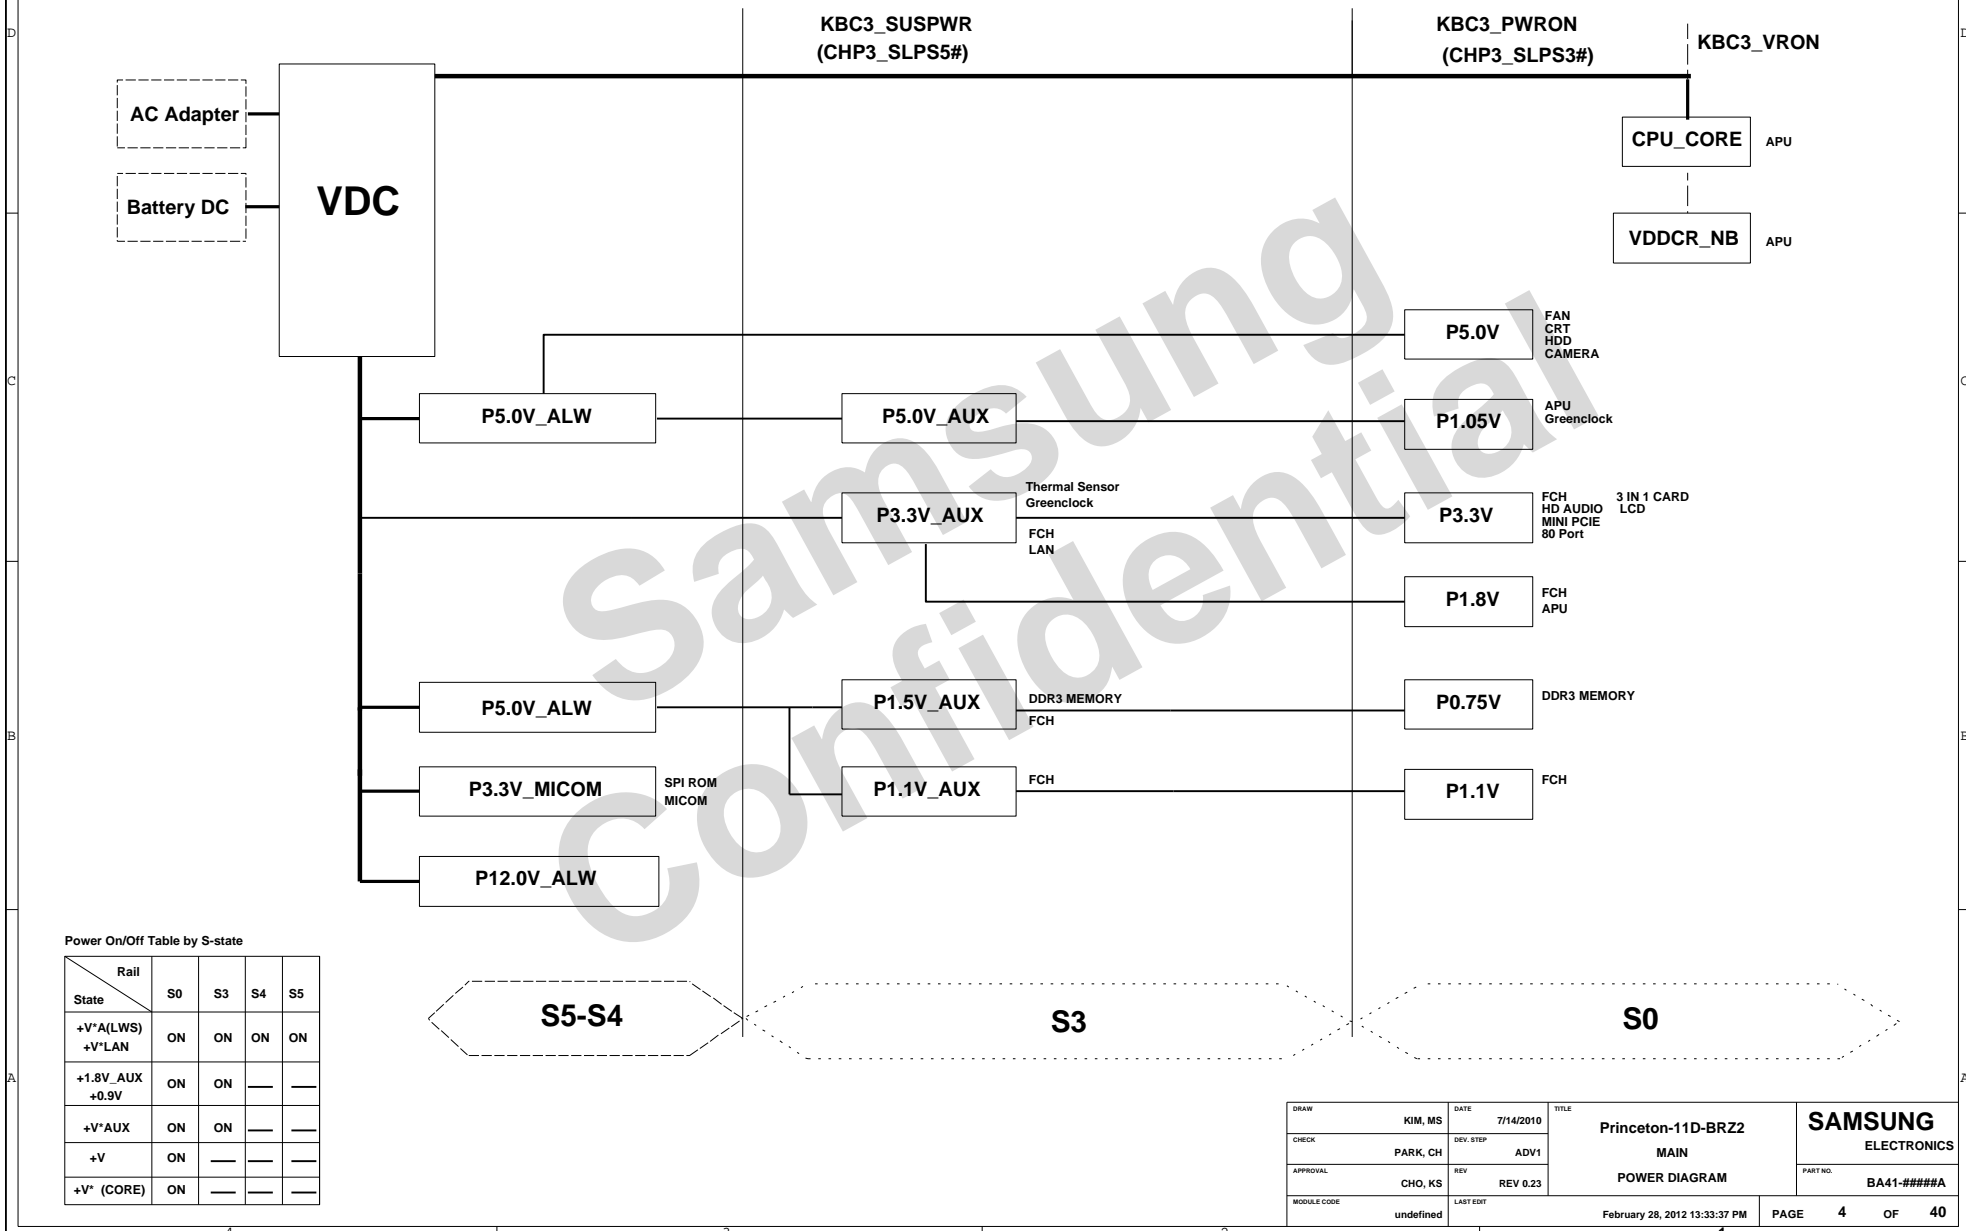 KBC3_SUSPWR
(CHP3_SLPS5#)
KBC3_PWRON
(CHP3_SLPS3#)
KBC3_VRON
D
D
AC Adapter
Battery DC
VDC
CPU_CORE
APU
VDDCR_NB
APU
P5.0V
FAN
CRT
HDD
CAMERA
C
C
P5.0V_ALW
P5.0V_AUX
P1.05V
APU
Greenclock
P3.3V_AUX
Thermal Sensor
Greenclock
FCH
LAN
P3.3V
FCH
HD AUDIO
MINI PCIE
80 Port
3 IN 1 CARD
LCD
P1.8V
FCH
APU
P5.0V_ALW
P1.5V_AUX
DDR3 MEMORY
FCH
P0.75V
DDR3 MEMORY
B
B
P3.3V_MICOM
SPI ROM
MICOM
P1.1V_AUX
FCH
P1.1V
FCH
P12.0V_ALW
Samsung
Confidential
Power On/Off Table by S-state
Rail
State
S0 S3 S4 S5
+V*A(LWS)
+V*LAN
ON ON ON ON
+1.8V_AUX
+0.9V
ON ON
+V*AUX ON ON
+V ON
+V* (CORE) ON
S5-S4
S3
S0
A
A
DRAW
KIM, MS
DATE
7/14/2010
TITLE
Princeton-11D-BRZ2
MAIN
POWER DIAGRAM
SAMSUNG
ELECTRONICS
CHECK
PARK, CH
DEV. STEP
ADV1
APPROVAL
CHO, KS
REV
REV 0.23
PART NO.
BA41-#####A
MODULE CODE
undefined
LAST EDIT
February 28, 2012 13:33:37 PM
PAGE 4 OF 40